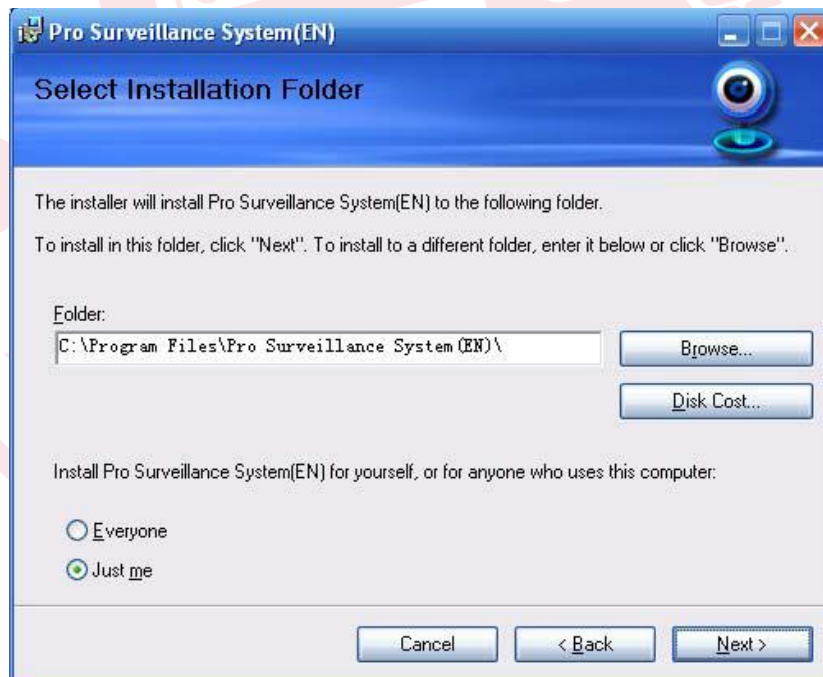 Pro Surveillance System(EN)
Select Installation Folder
The installer will install Pro Surveillance System(EN) to the following folder.
To install in this folder, click "Next". To install to a different folder, enter it below or click "Browse".
Folder:
C:\Program Files\Pro Surveillance System(EN)\
Browse...
Disk Cost...
Install Pro Surveillance System(EN) for yourself, or for anyone who uses this computer:
Everyone
Just me
Cancel
< Back
Next >